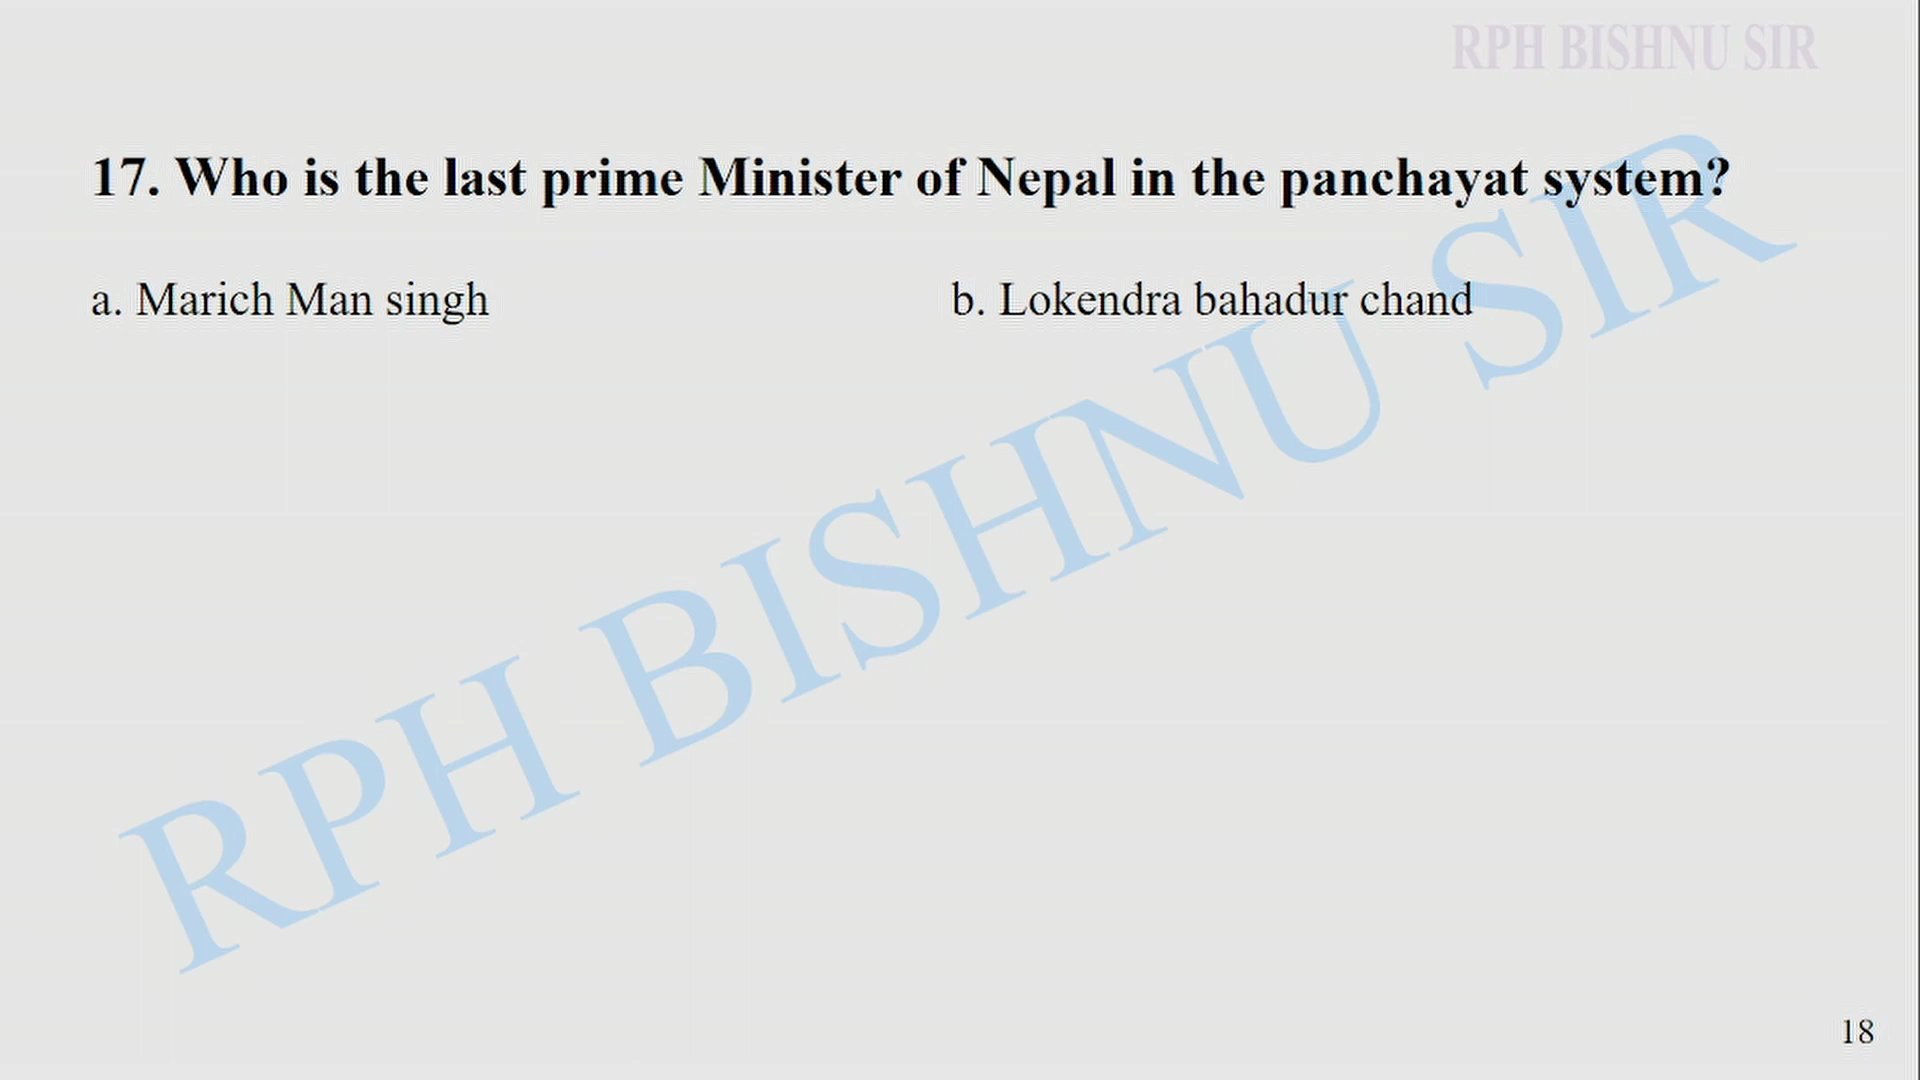 RPH BISHNU SIR
17. Who is the last prime Minister of Nepal in the panchayat system?
a. Marich Man singh
b. Lokendra bahadur chand
RPH BISHNU SIR
18